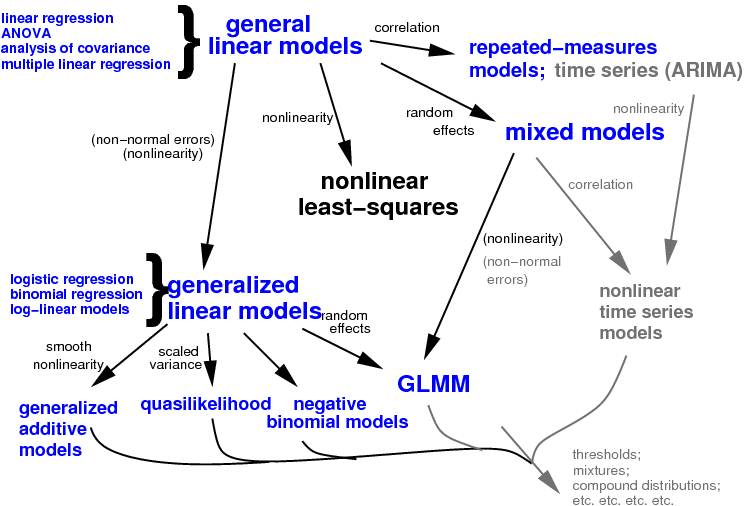 linear regression
ANOVA
analysis of covariance
multiple linear regression
general
linear models
correlation
repeated−measures
models; time series (ARIMA)
nonlinearity
random
effects
mixed models
nonlinearity
(non−normal errors)
(nonlinearity)
nonlinear
least−squares
correlation
(nonlinearity)
(non−normal
errors)
logistic regression
binomial regression
log−linear models
generalized
linear models
random
effects
nonlinear
time series
models
smooth
nonlinearity
scaled
variance
GLMM
generalized
additive
models
quasilikelihood
negative
binomial models
thresholds;
mixtures;
compound distributions;
etc. etc. etc. etc.